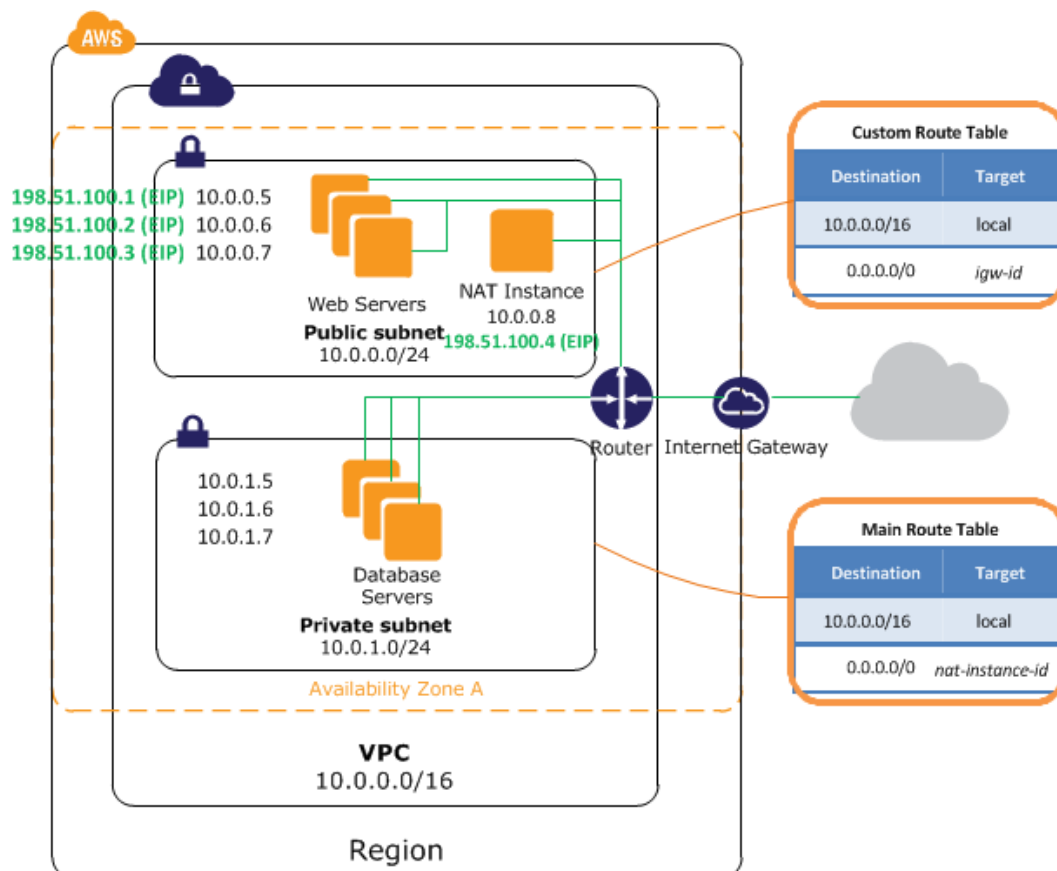 AWS
198.51.100.1 (EIP) 10.0.0.5
198.51.100.2 (EIP) 10.0.0.6
198.51.100.3 (EIP) 10.0.0.7
Web Servers
NAT Instance
10.0.0.8
198.51.100.4 (EIP)
Public subnet
10.0.0.0/24
Custom Route Table
Destination Target
10.0.0.0/16 local
0.0.0.0/0 igw-id
Router
Internet Gateway
10.0.1.5
10.0.1.6
10.0.1.7
Database
Servers
Private subnet
10.0.1.0/24
Main Route Table
Destination Target
10.0.0.0/16 local
0.0.0.0/0 nat-instance-id
Availability Zone A
VPC
10.0.0.0/16
Region